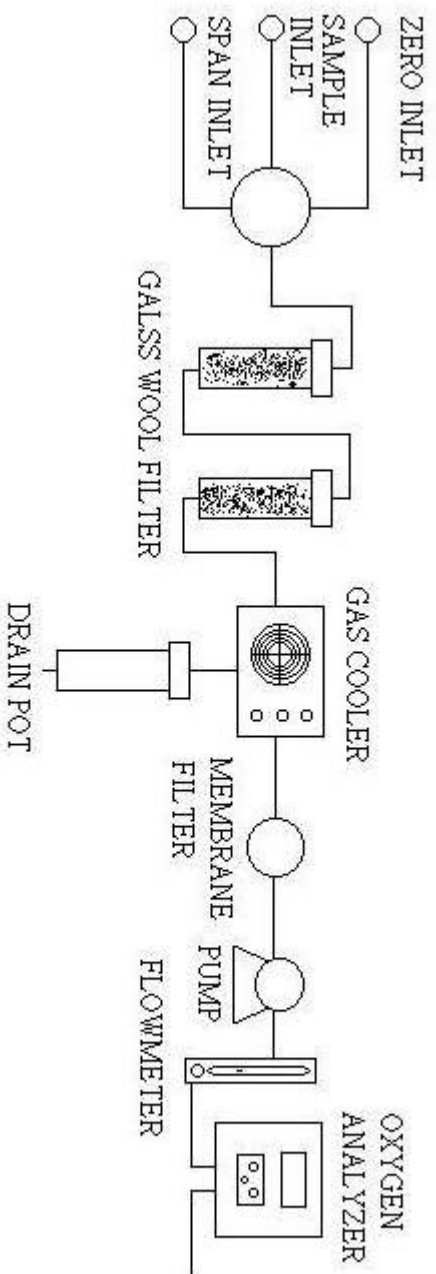 ZERO INLET
SAMPLE
INLET
SPAN INLET
GALSS WOOL FILTER
GAS COOLER
DRAIN POT
MEMBRANE
FILTER
PUMP
FLOWMETER
OXYGEN
ANALYZER